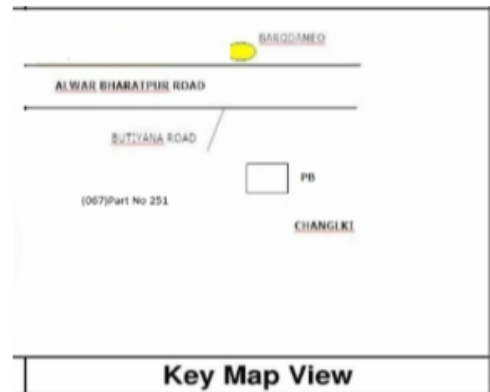 BARODAMEO
ALWAR BHARATPUR ROAD
BUTIYANA ROAD
PB
(067)Part No 251
CHANGLKI
Key Map View